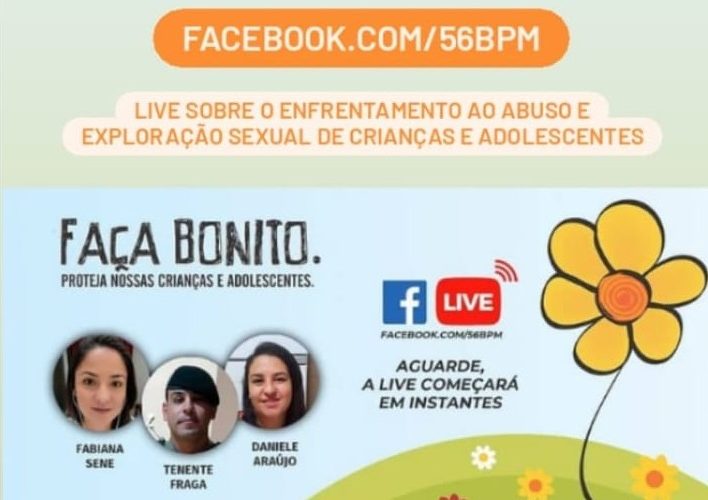 FACEBOOK.COM/56BPM
LIVE SOBRE O ENFRENTAMENTO AO ABUSO E
EXPLORAÇÃO SEXUAL DE CRIANÇAS E ADOLESCENTES
FAÇA BONITO.
PROTEJA NOSSAS CRIANÇAS E ADOLESCENTES.
f LIVE
FACEBOOK.COM/56BPM
AGUARDE,
A LIVE COMEÇARÁ
EM INSTANTES
FABIANA
SENE
TENENTE
FRAGA
DANIELE
ARAÚJO